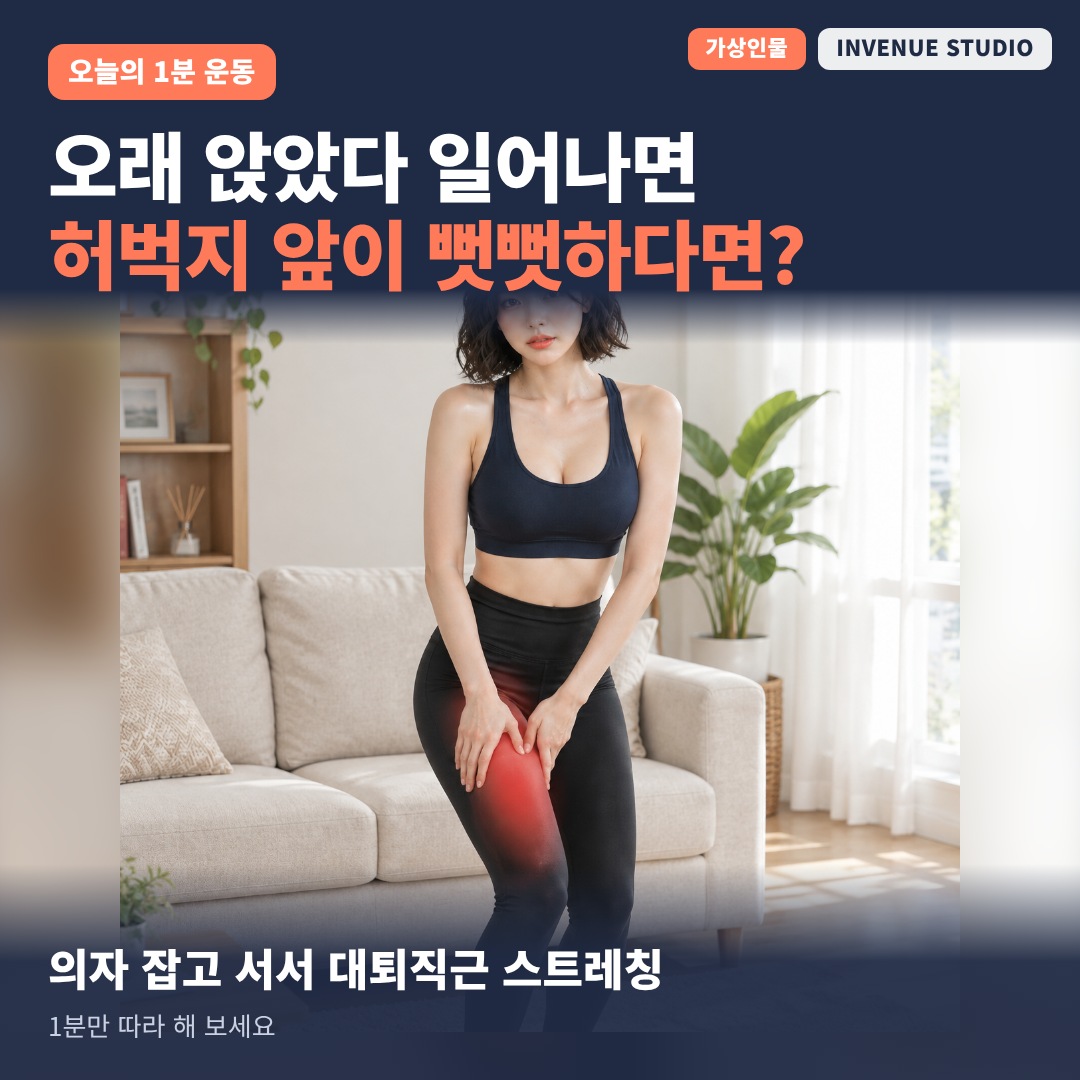 가상인물
INVENUE STUDIO
오늘의 1분 운동
오래 앉았다 일어나면
허벅지 앞이 뻣뻣하다면?
의자 잡고 서서 대퇴직근 스트레칭
1분만 따라 해 보세요